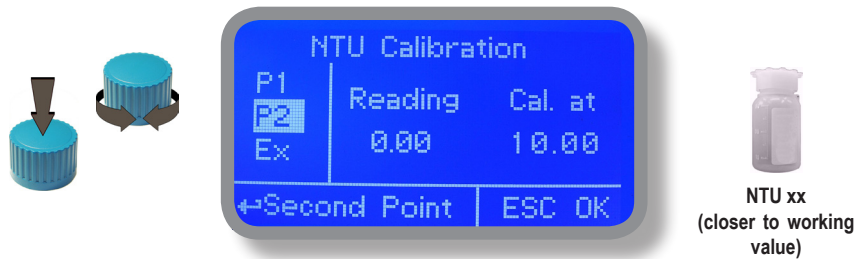 NTU Calibration
P1
Reading
Cal. at
P2
0.00
10.00
Ex
↵Second Point
ESC OK
NTU xx
(closer to working
value)